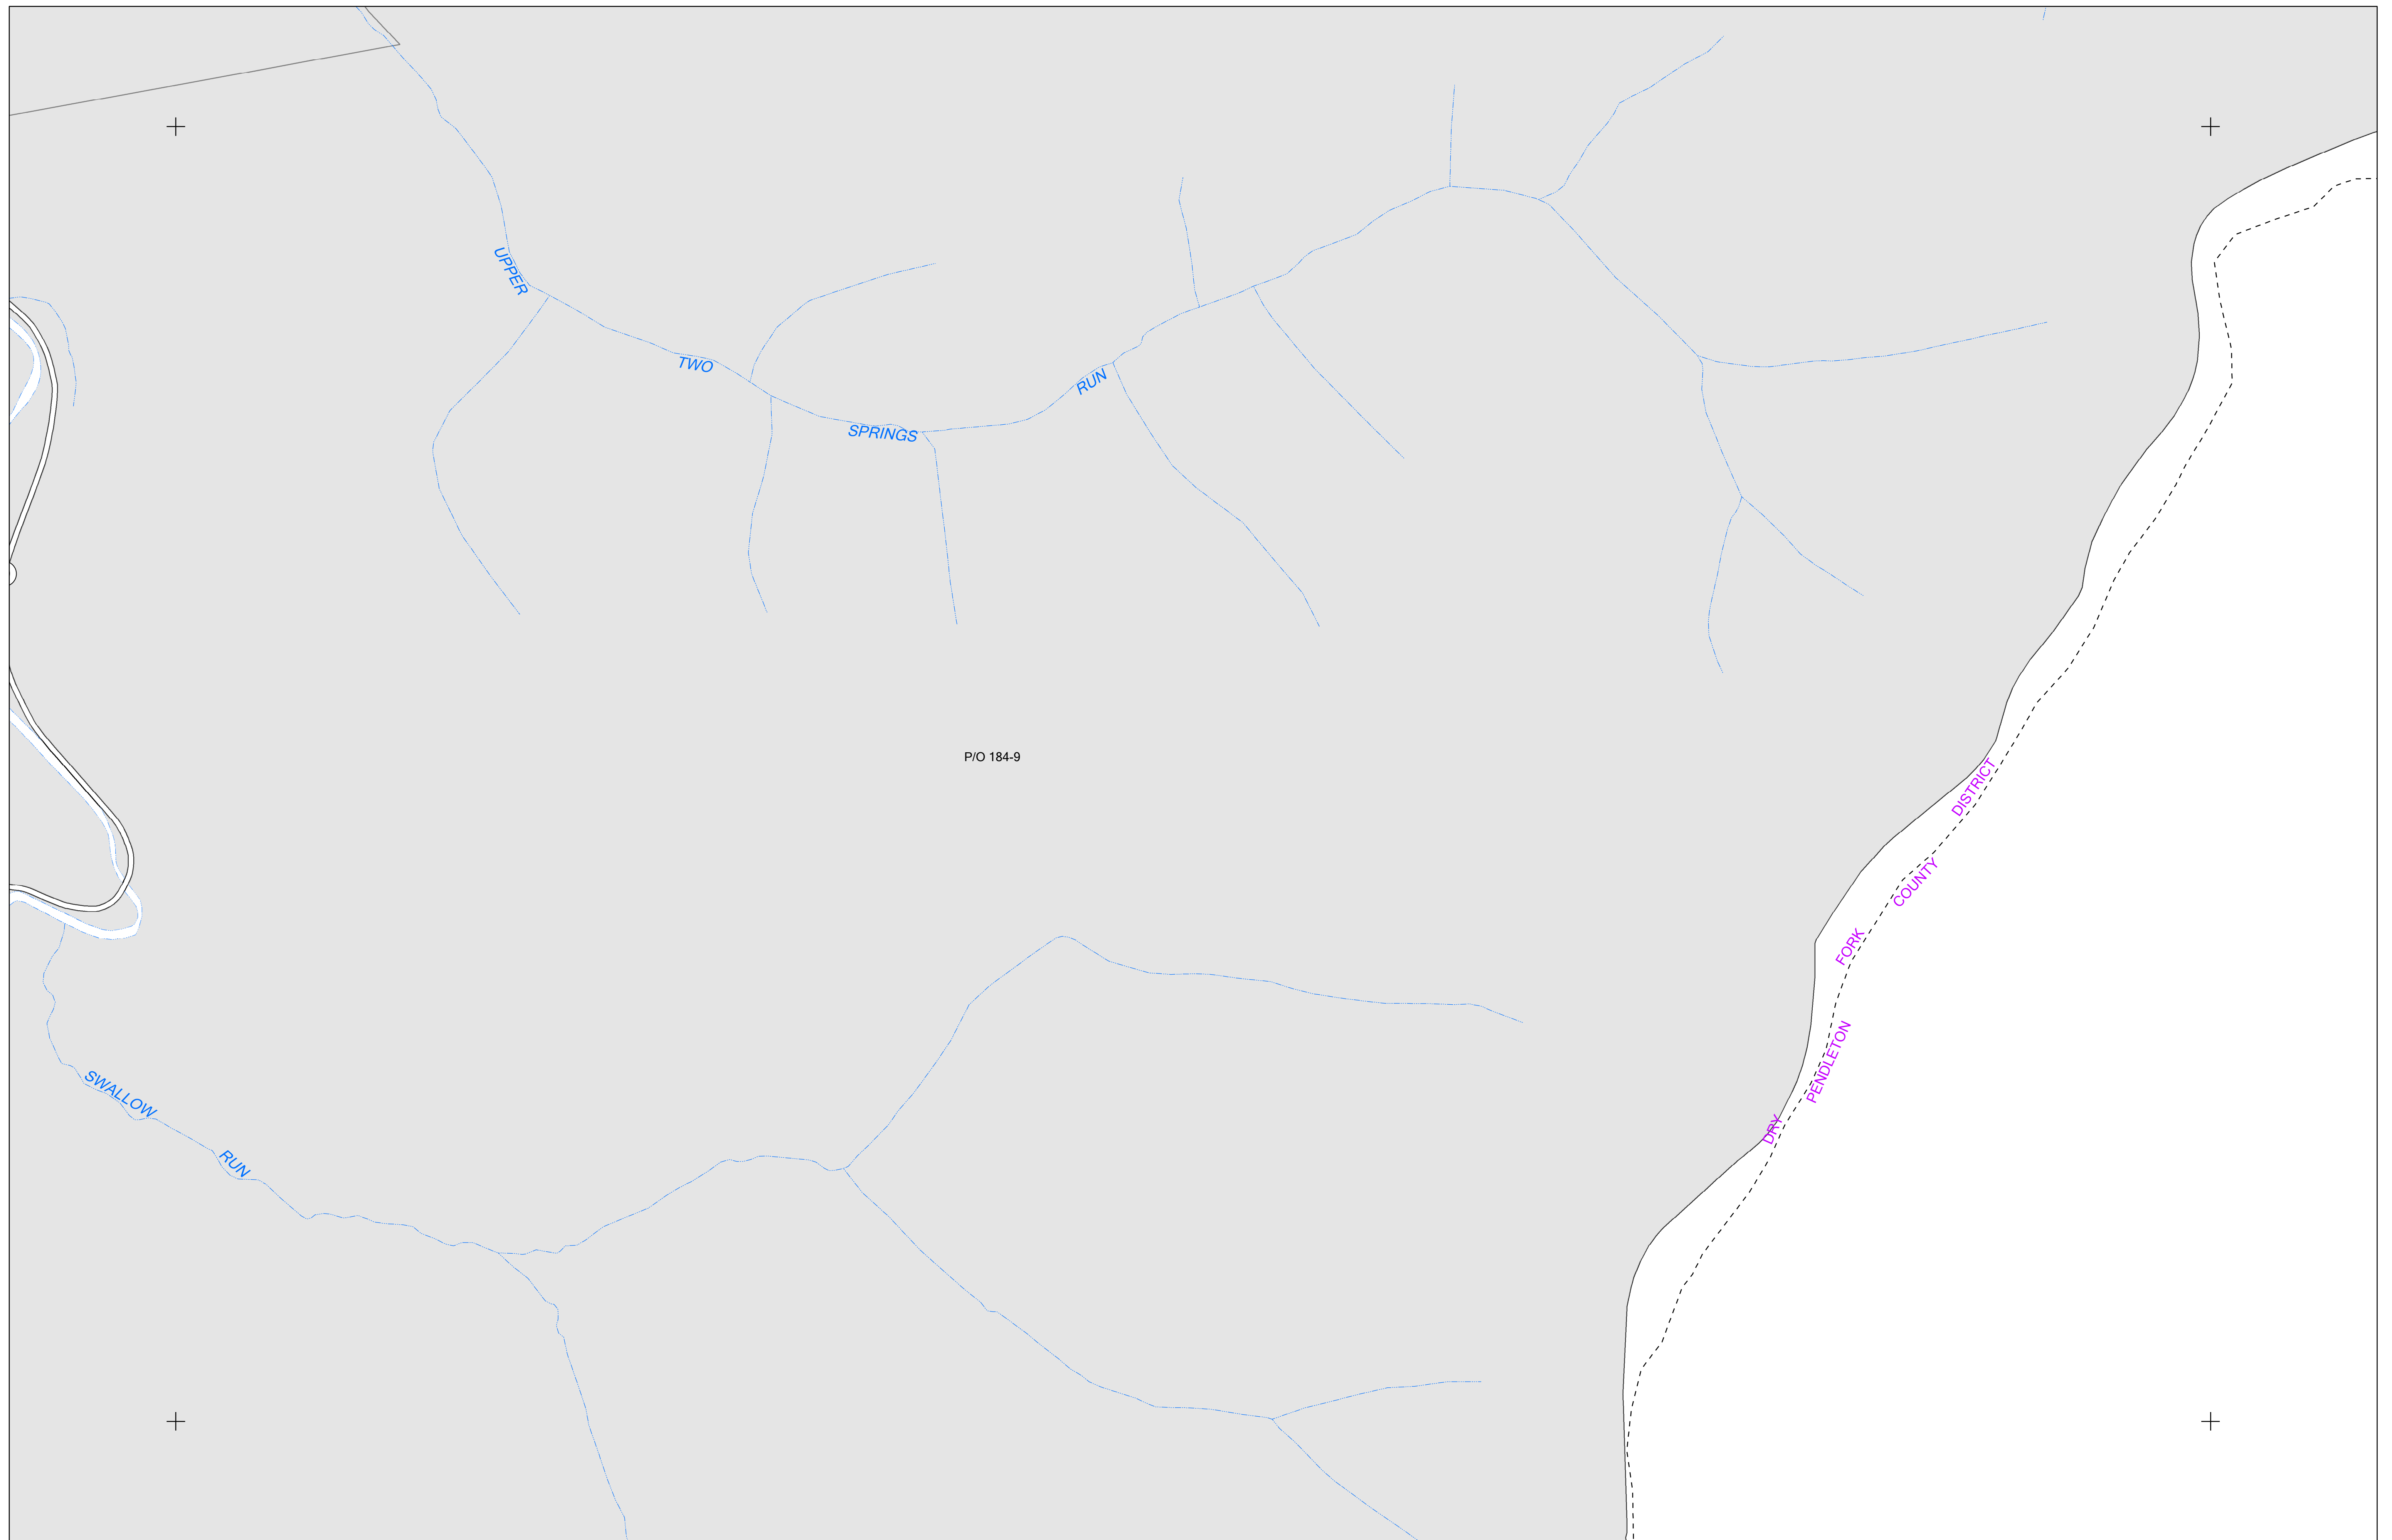 UPPER
TWO
SPRINGS
RUN
P/O 184-9
DRY FORK DISTRICT
PENDLETON COUNTY
SWALLOW
RUN